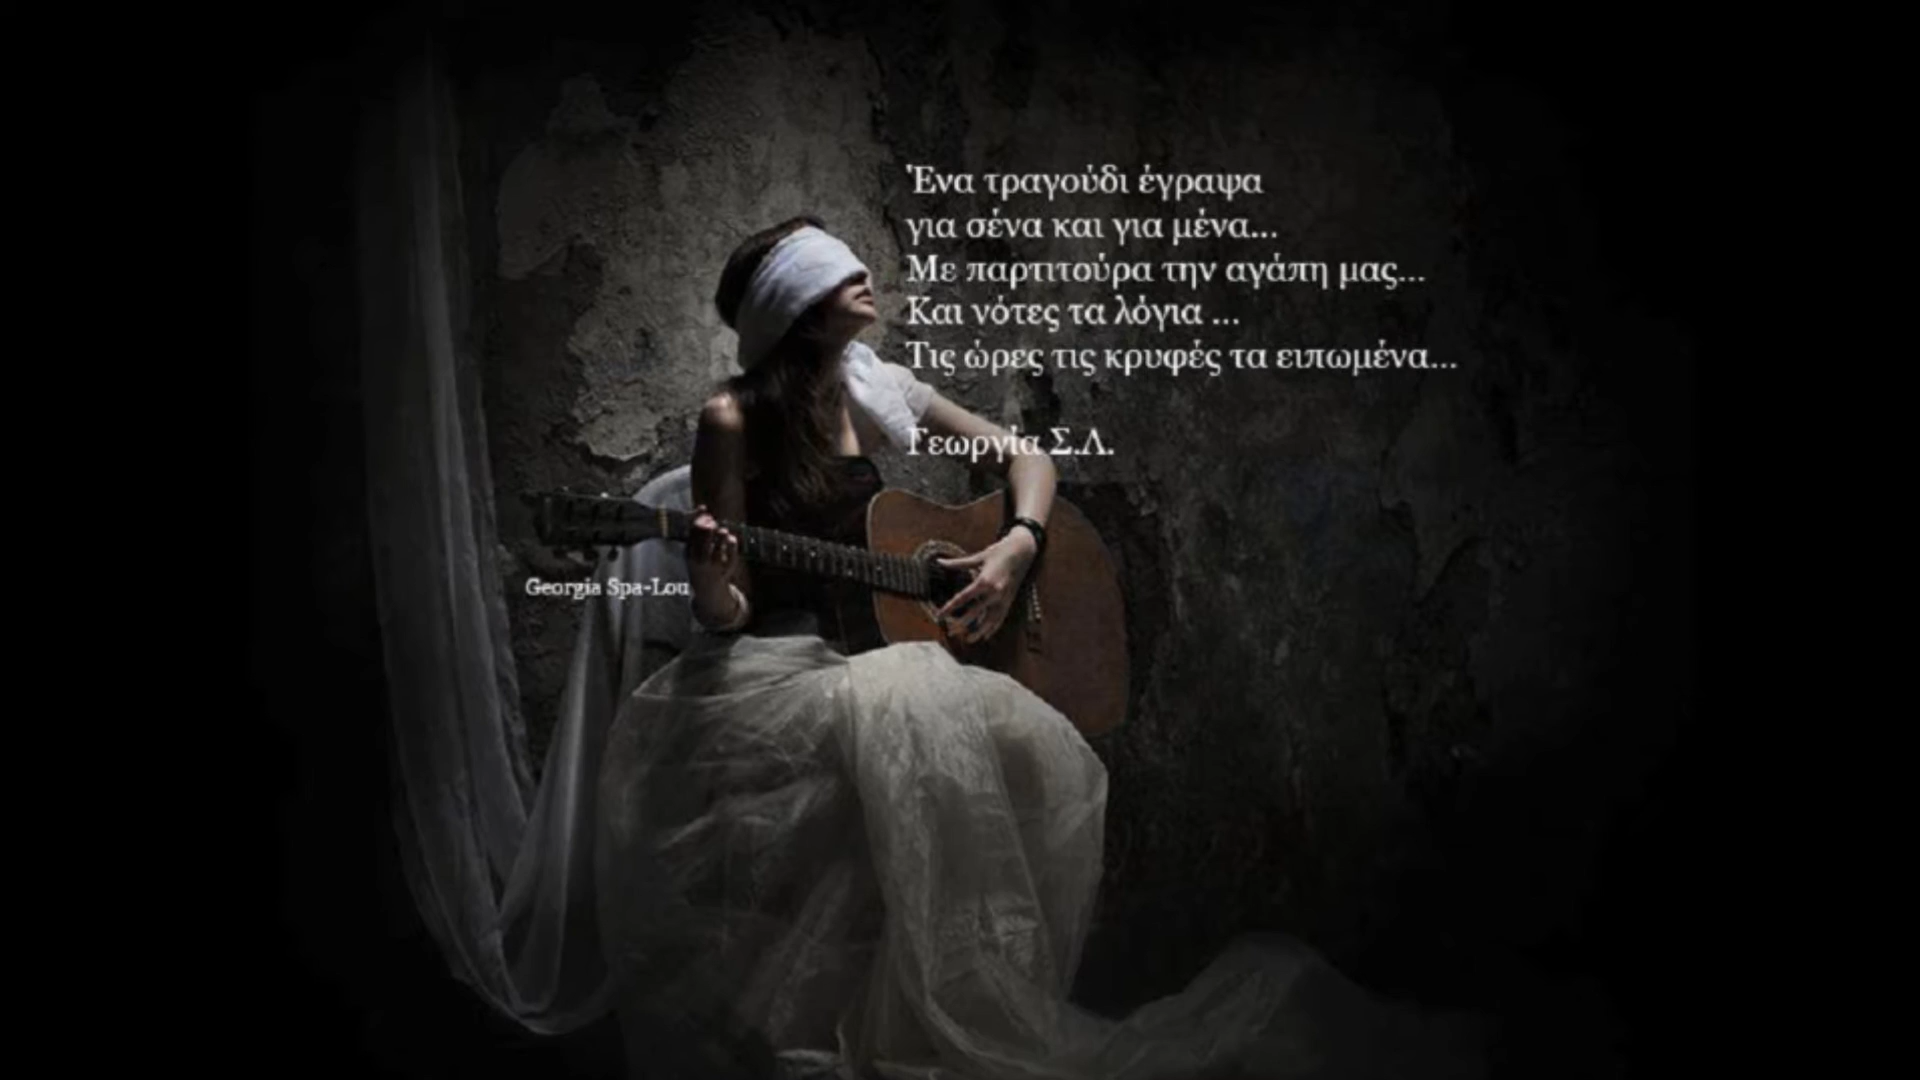 Ένα τραγούδι έγραψα
για σένα και για μένα...
Με παρτιτούρα την αγάπη μας...
Και νότες τα λόγια ...
Τις ώρες τις κρυφές τα ειπωμένα...
Γεωργία Σ.Λ.
Georgia Spa-Lou